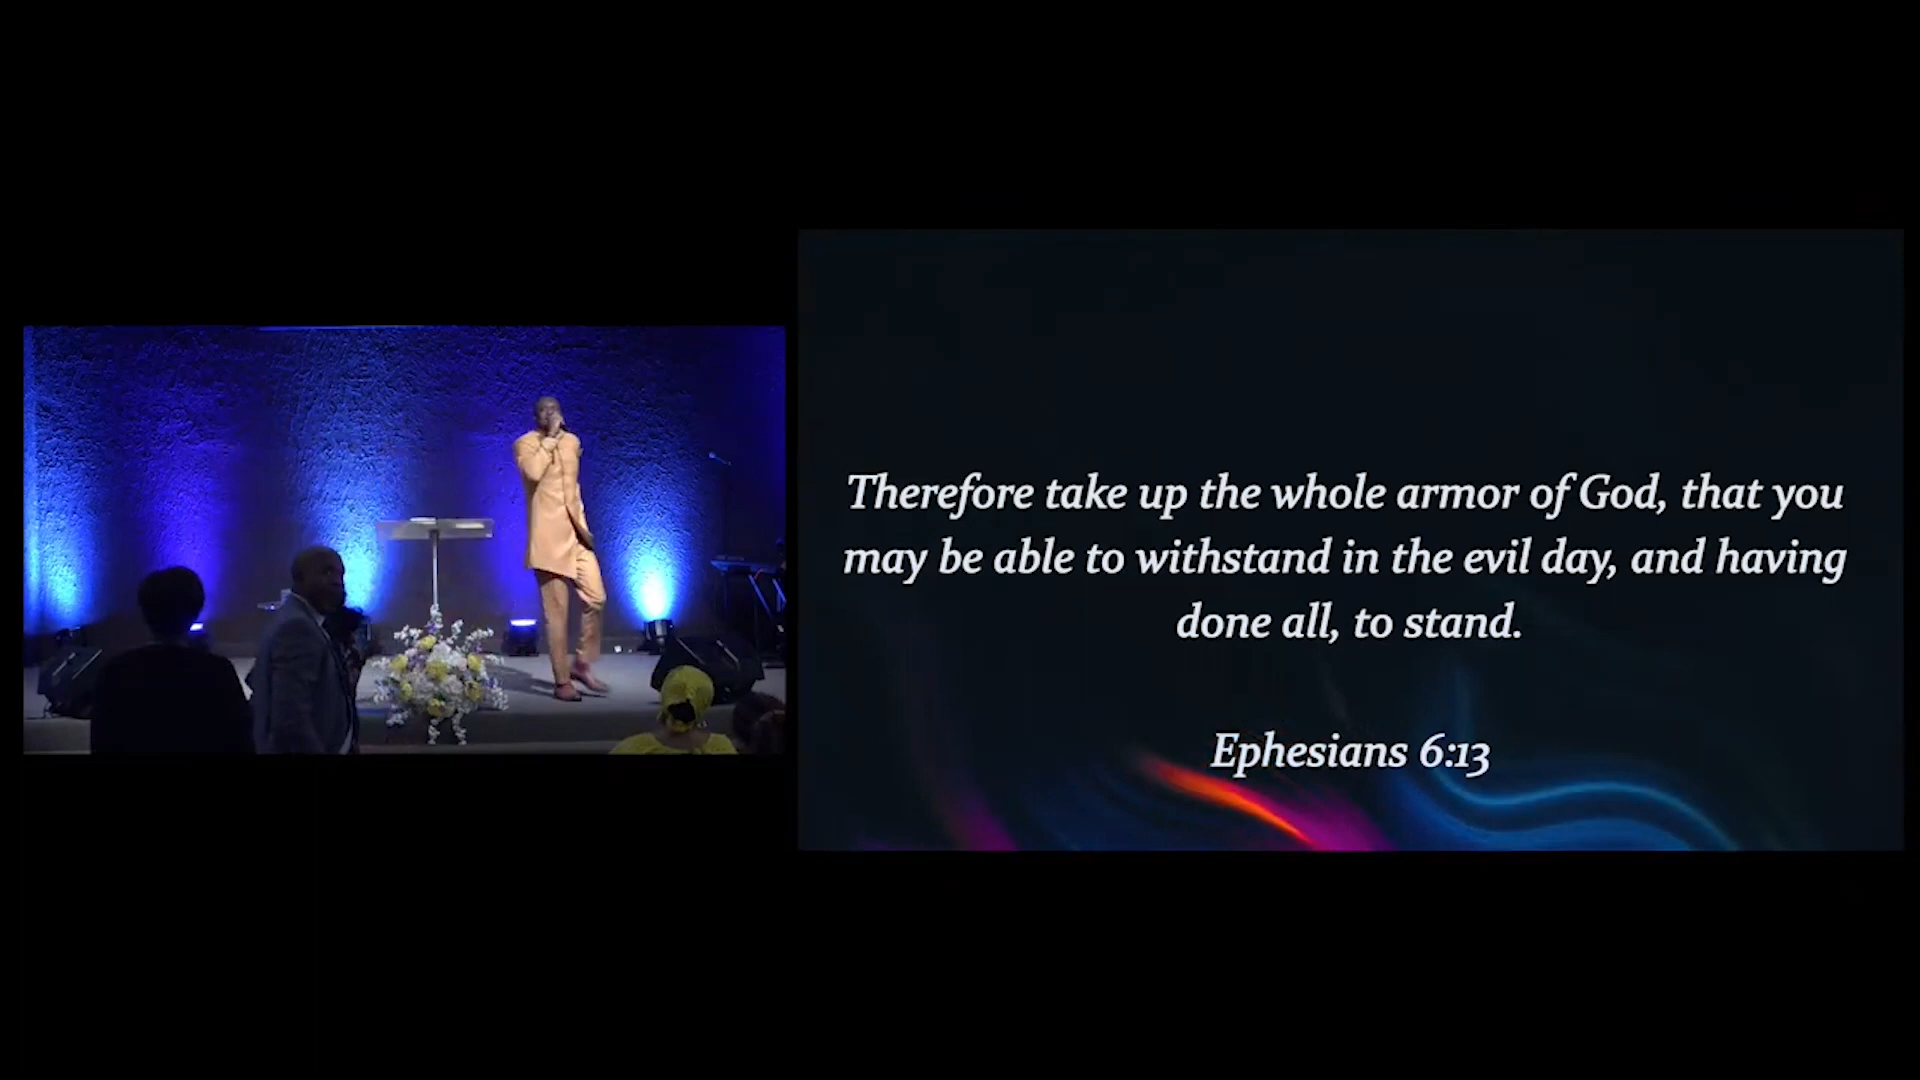 Therefore take up the whole armor of God, that you
may be able to withstand in the evil day, and having
done all, to stand.
Ephesians 6:13